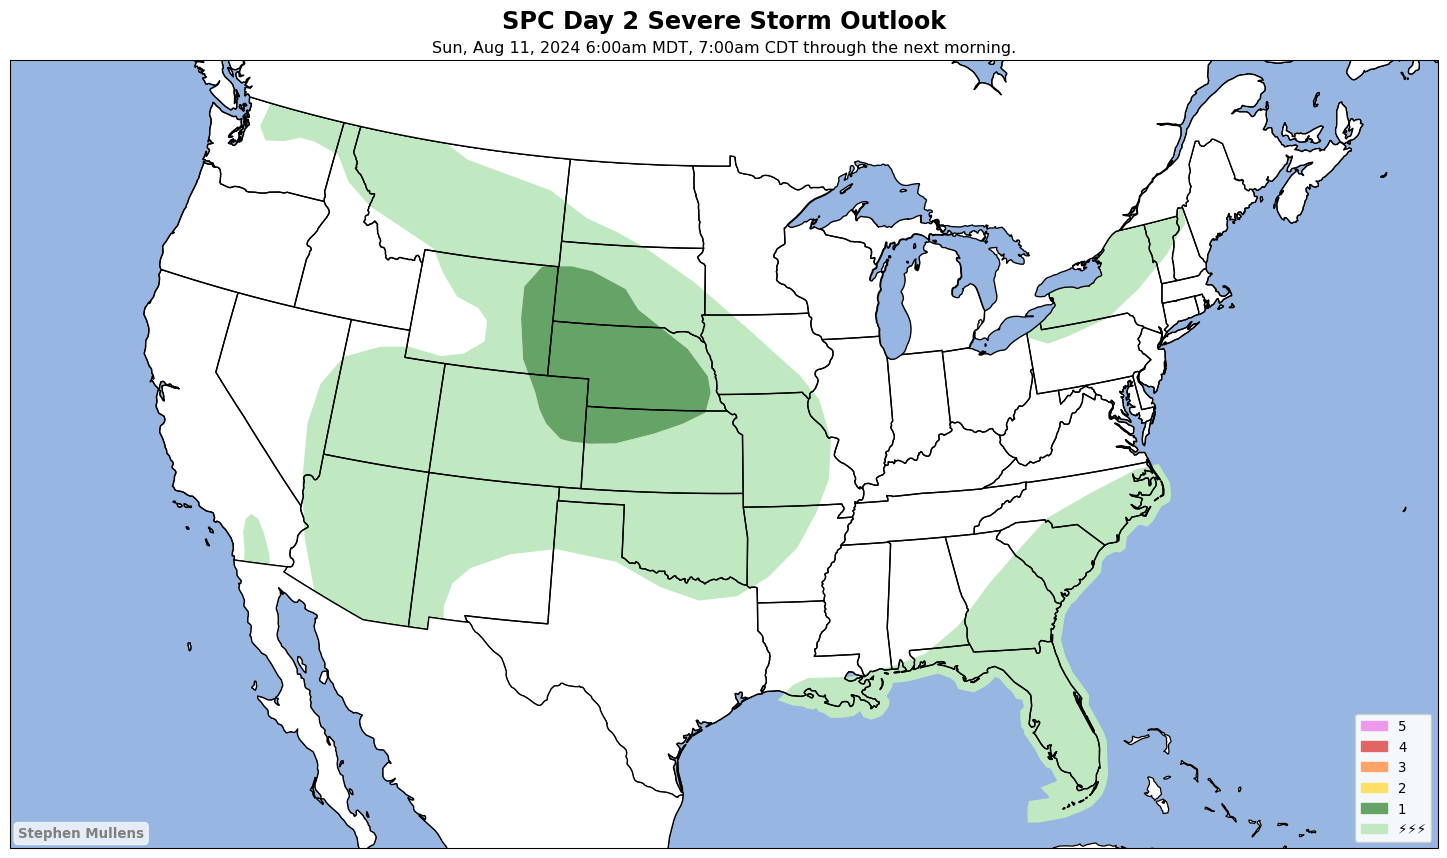 SPC Day 2 Severe Storm Outlook
Sun, Aug 11, 2024 6:00am MDT, 7:00am CDT through the next morning.
5
4
3
2
1
⚡⚡⚡
Stephen Mullens